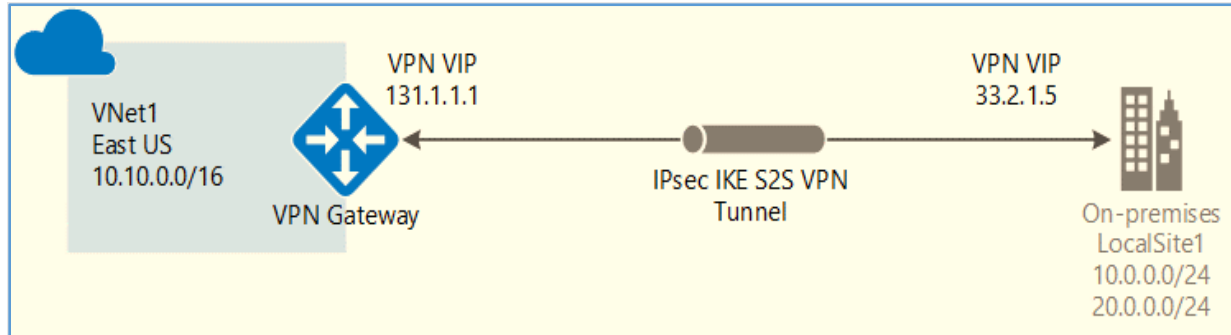 VPN VIP
131.1.1.1
VPN VIP
33.2.1.5
VNet1
East US
10.10.0.0/16
VPN Gateway
IPsec IKE S2S VPN
Tunnel
On-premises
LocalSite1
10.0.0.0/24
20.0.0.0/24